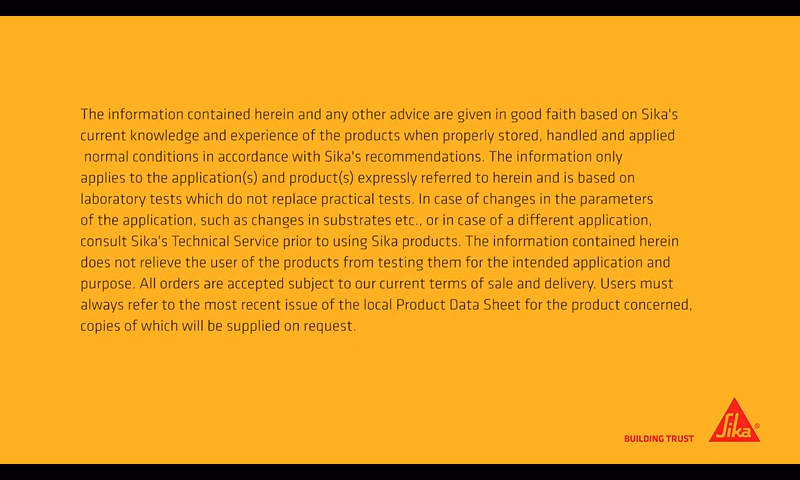 The information contained herein and any other advice are given in good faith based on Sika's
current knowledge and experience of the products when properly stored, handled and applied
normal conditions in accordance with Sika's recommendations. The information only
applies to the application(s) and product(s) expressly referred to herein and is based on
laboratory tests which do not replace practical tests. In case of changes in the parameters
of the application, such as changes in substrates etc., or in case of a different application,
consult Sika's Technical Service prior to using Sika products. The information contained herein
does not relieve the user of the products from testing them for the intended application and
purpose. All orders are accepted subject to our current terms of sale and delivery. Users must
always refer to the most recent issue of the local Product Data Sheet for the product concerned,
copies of which will be supplied on request.
BUILDING TRUST
Sika®